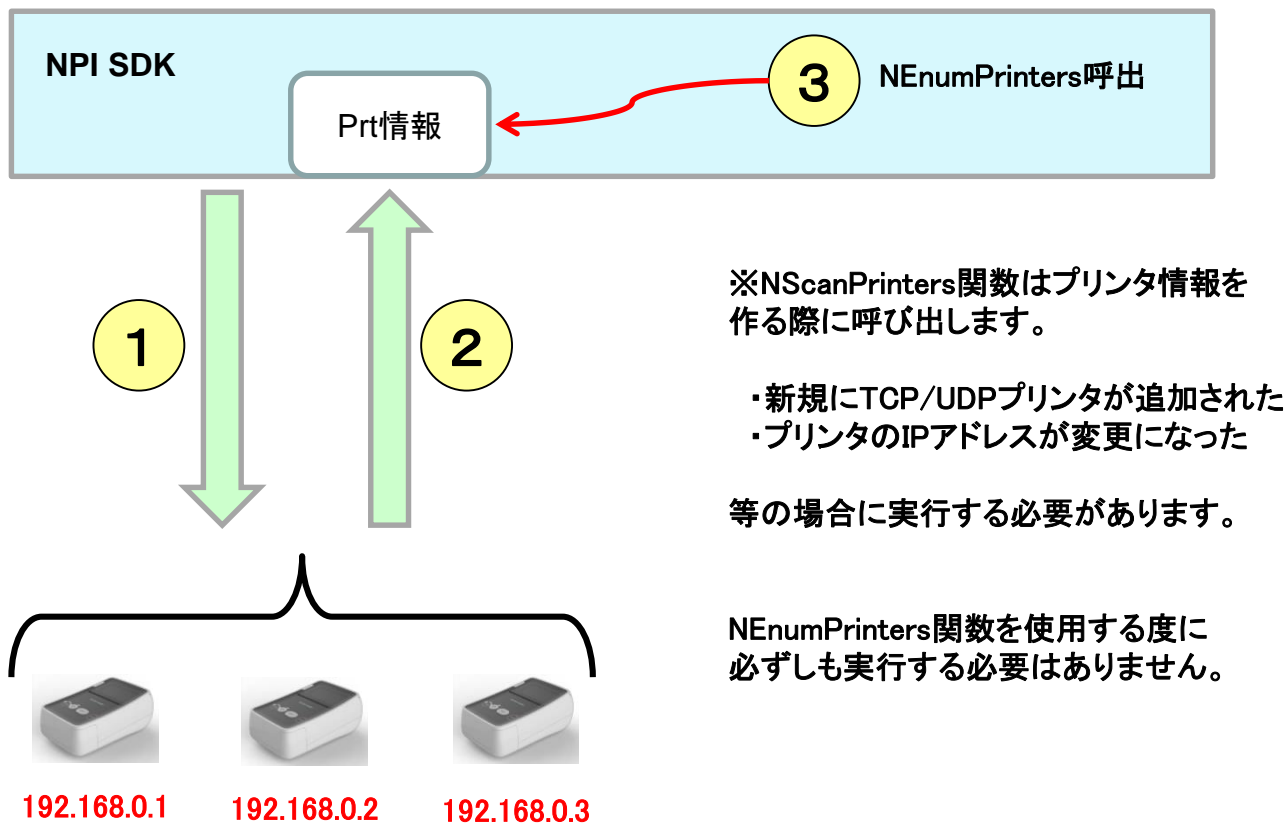 NPI SDK
Prt情報
3
NEnumPrinters呼出
1
2
※NScanPrinters関数はプリンタ情報を
作る際に呼び出します。
・新規にTCP/UDPプリンタが追加された
・プリンタのIPアドレスが変更になった
等の場合に実行する必要があります。
NEnumPrinters関数を使用する度に
必ずしも実行する必要はありません。
192.168.0.1
192.168.0.2
192.168.0.3